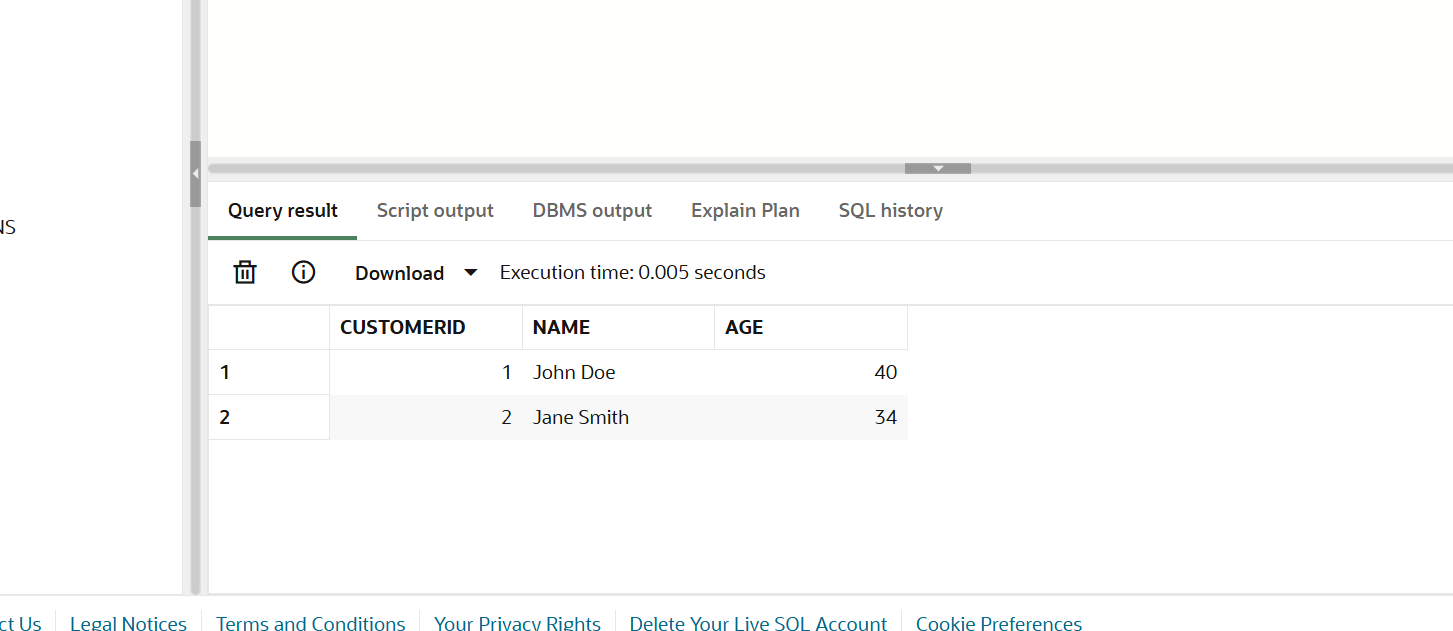 Query result Script output DBMS output Explain Plan SQL history
NS
Download Execution time: 0.005 seconds
CUSTOMERID NAME AGE
1 1 John Doe 40
2 2 Jane Smith 34
ct Us Legal Notices Terms and Conditions Your Privacy Rights Delete Your Live SQL Account Cookie Preferences